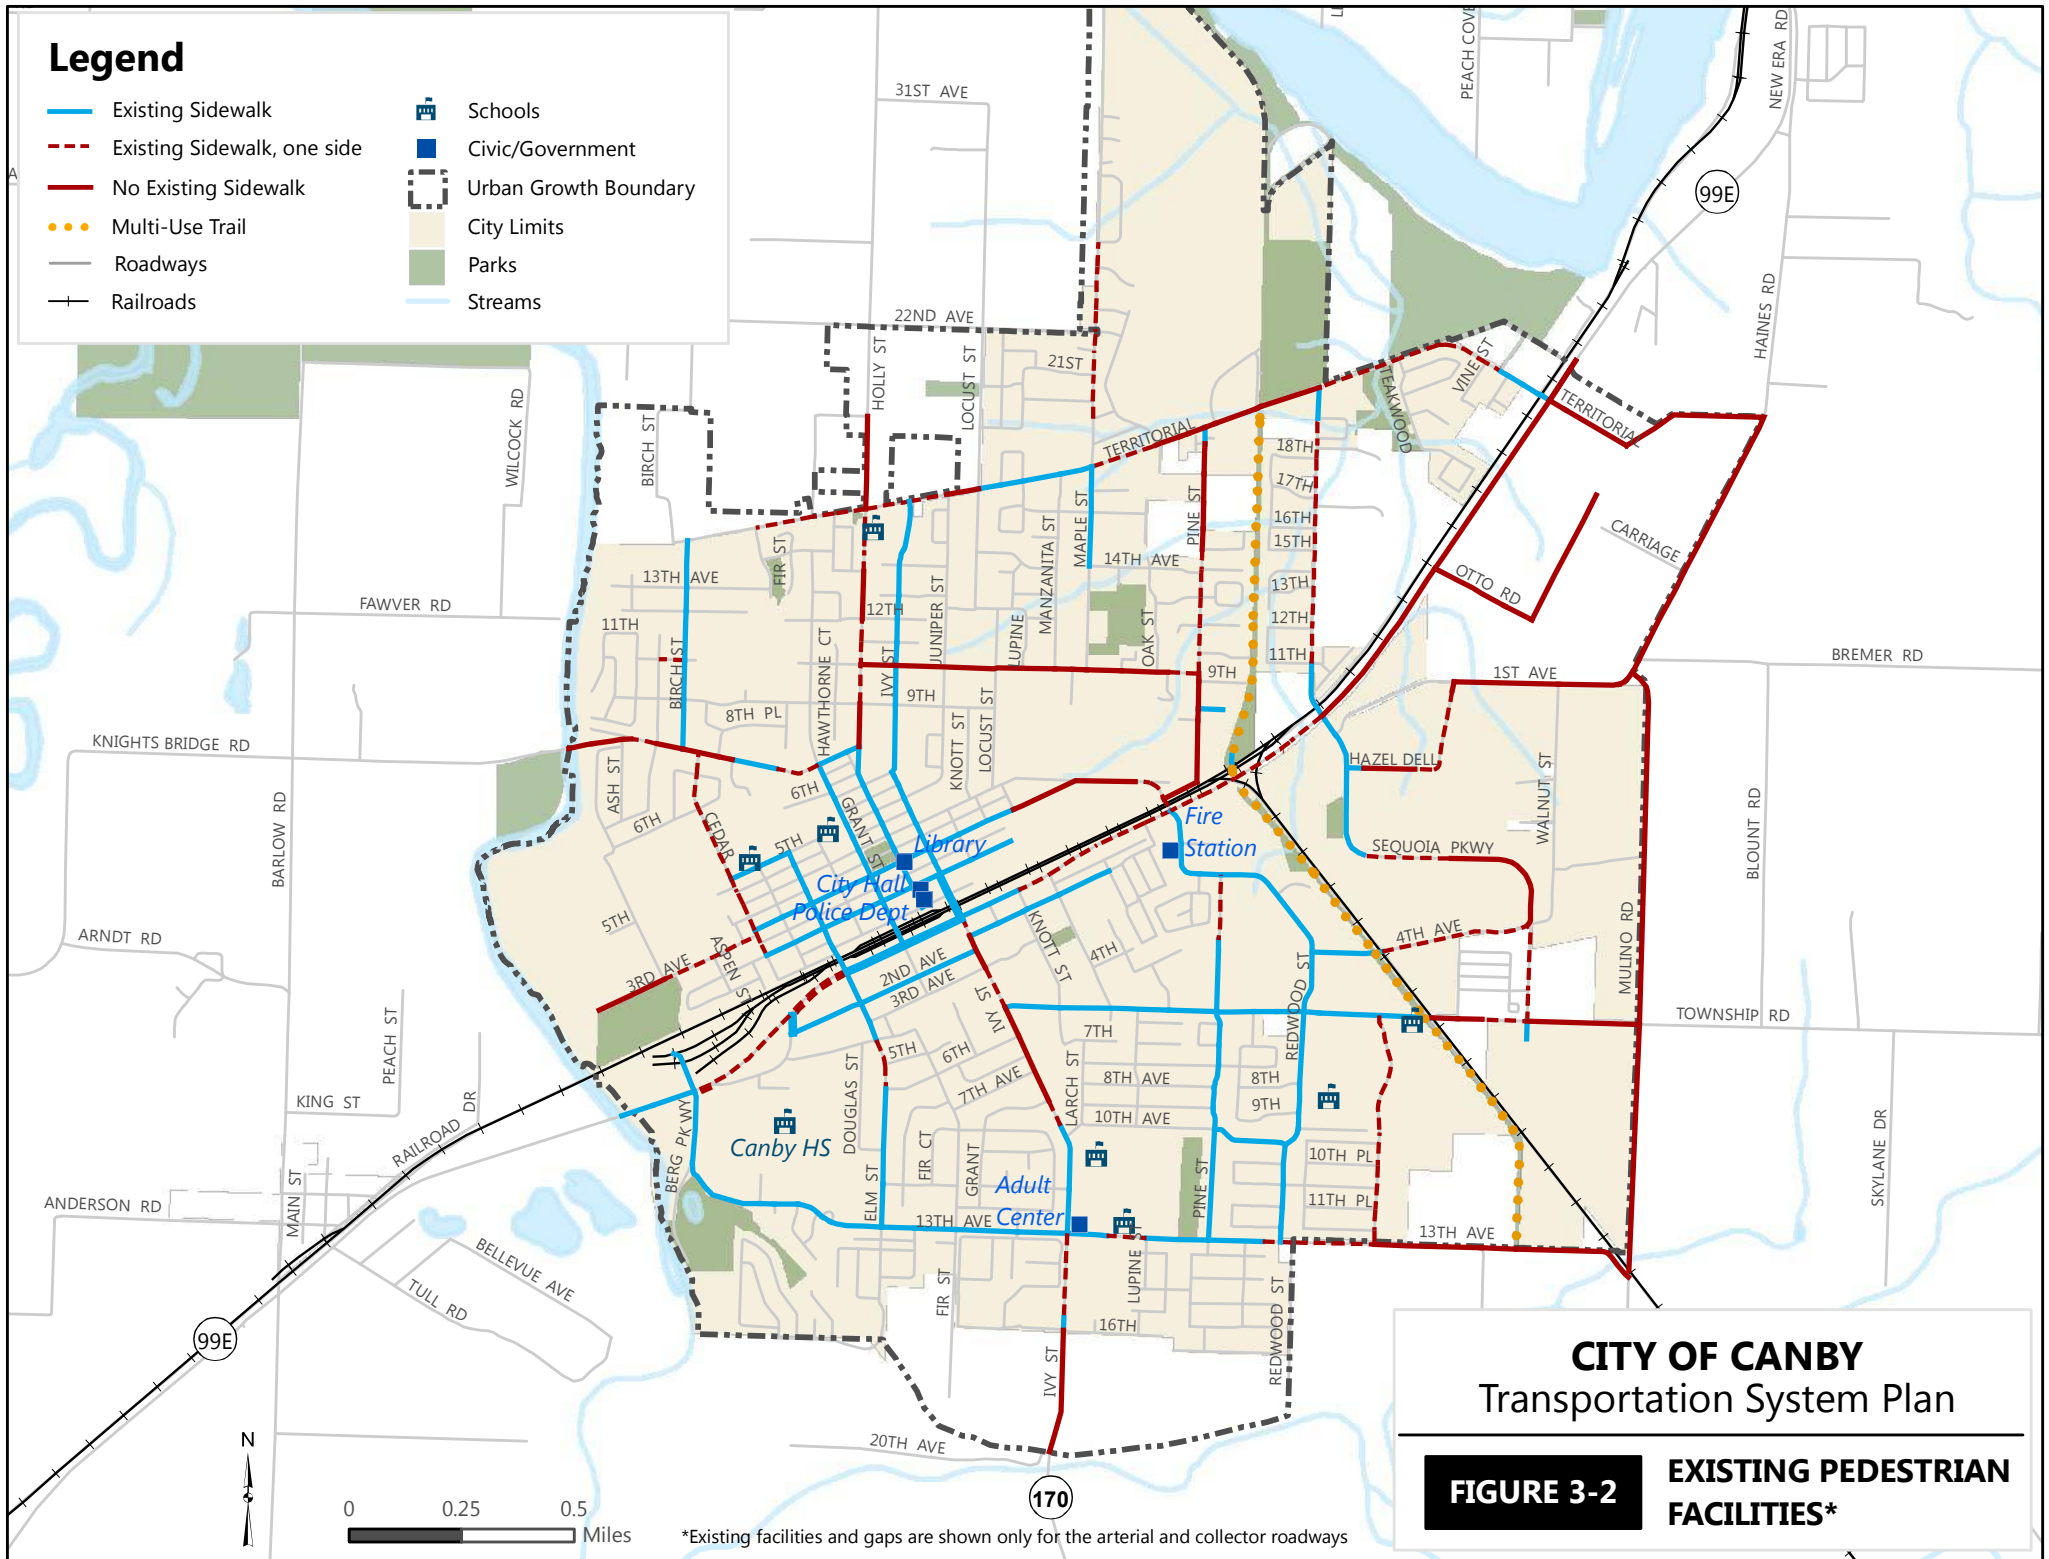 Legend
Existing Sidewalk
Existing Sidewalk, one side
No Existing Sidewalk
Multi-Use Trail
Roadways
Railroads
Schools
Civic/Government
Urban Growth Boundary
City Limits
Parks
Streams
31ST AVE
PEACH COVE
NEW ERA RD
99E
HAINES RD
22ND AVE
HOLLY ST
LOCUST ST
21ST
WILCOCK RD
BIRCH ST
TERRITORIAL
TEAKWOOD
VINE ST
TERRITORIAL
18TH
17TH
16TH
15TH
13TH
12TH
11TH
PINE ST
MAPLE ST
MANZANITA ST
14TH AVE
CARRIAGE
OTTO RD
FIR ST
13TH AVE
FAWVER RD
11TH
12TH
JUNIPER ST
LUPINE
OAK ST
BIRCH ST
HAWTHORNE CT
IVY ST
9TH
9TH
1ST AVE
BREMER RD
8TH PL
KNIGHTS BRIDGE RD
KNOTT ST
LOCUST ST
HAZEL DELL
ASH ST
6TH
6TH
CEDAR
5TH
GRANT ST
Library
City Hall
Police Dept
Fire
Station
SEQUOIA PKWY
WALNUT ST
BARLOW RD
BLOUNT RD
MULINO RD
5TH
ARNDT RD
3RD AVE
ASPEN ST
2ND AVE
3RD AVE
KNOTT ST
4TH
4TH AVE
IVY ST
REDWOOD ST
TOWNSHIP RD
PEACH ST
7TH
5TH
6TH
7TH AVE
DOUGLAS ST
LARCH ST
8TH AVE
8TH
9TH
10TH AVE
KING ST
RAILROAD DR
BERG PKWY
Canby HS
FIR CT
GRANT
10TH PL
11TH PL
Adult
Center
PINE ST
ELM ST
13TH AVE
LUPINE ST
13TH AVE
SKYLANE DR
ANDERSON RD
MAIN ST
BELLEVUE AVE
TULL RD
FIR ST
16TH
REDWOOD ST
IVY ST
99E
20TH AVE
170
N
0 0.25 0.5
Miles
*Existing facilities and gaps are shown only for the arterial and collector roadways
CITY OF CANBY
Transportation System Plan
FIGURE 3-2
EXISTING PEDESTRIAN
FACILITIES*